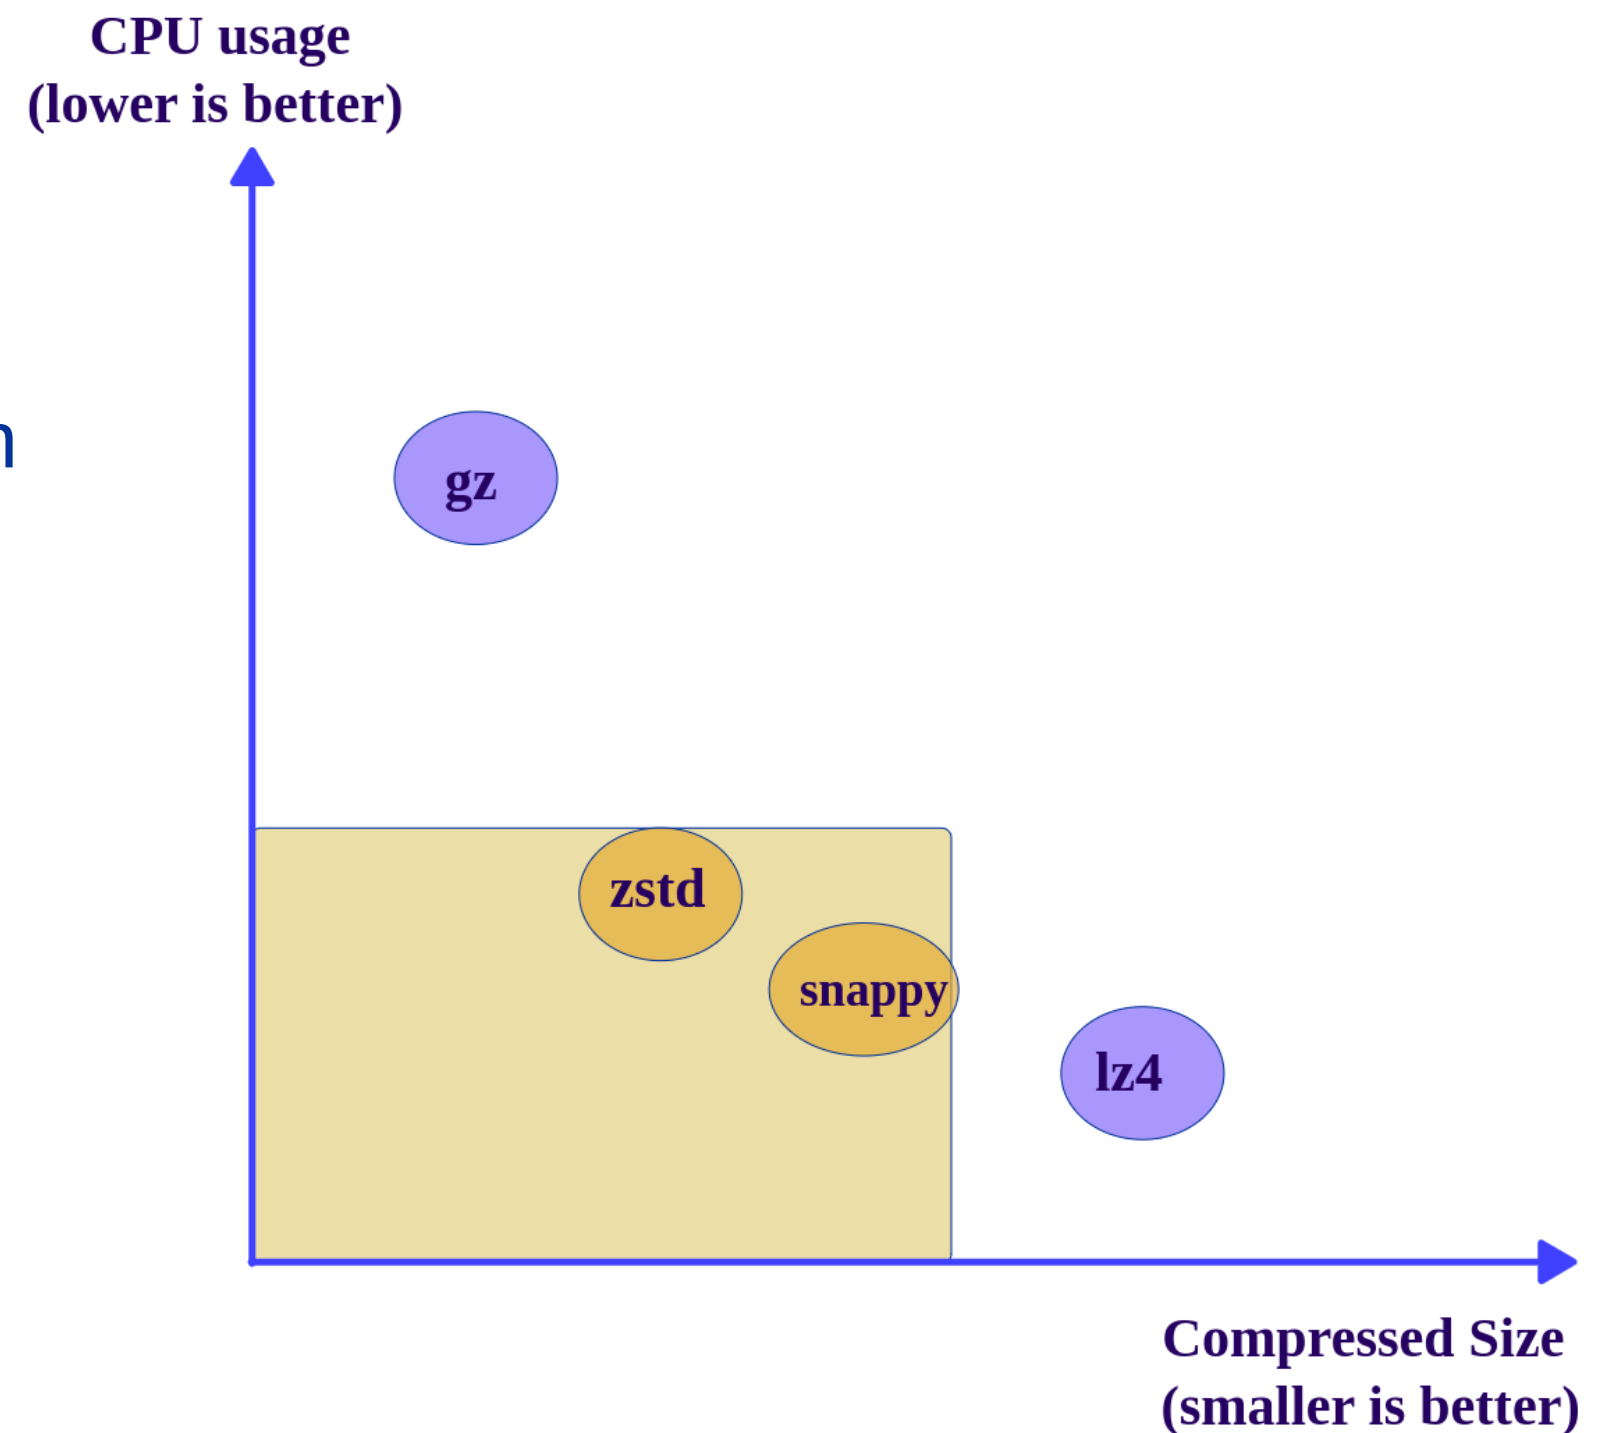 CPU usage
(lower is better)
n
gz
zstd
snappy
lz4
Compressed Size
(smaller is better)